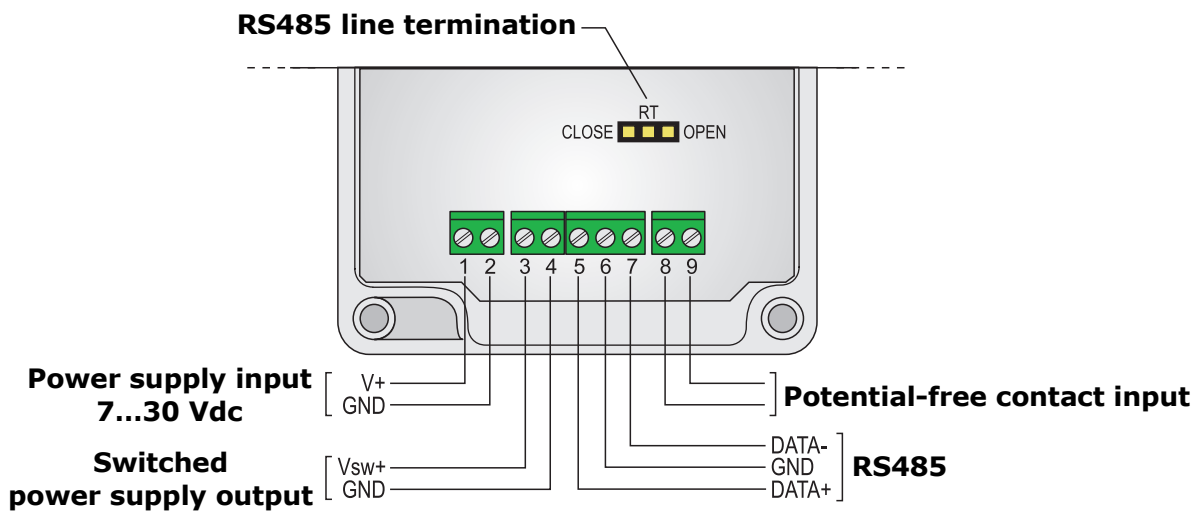 RS485 line termination
RT
CLOSE OPEN
1 2 3 4 5 6 7 8 9
Power supply input
7...30 Vdc
V+
GND
Switched
power supply output
Vsw+
GND
Potential-free contact input
DATA-
GND
DATA+
RS485